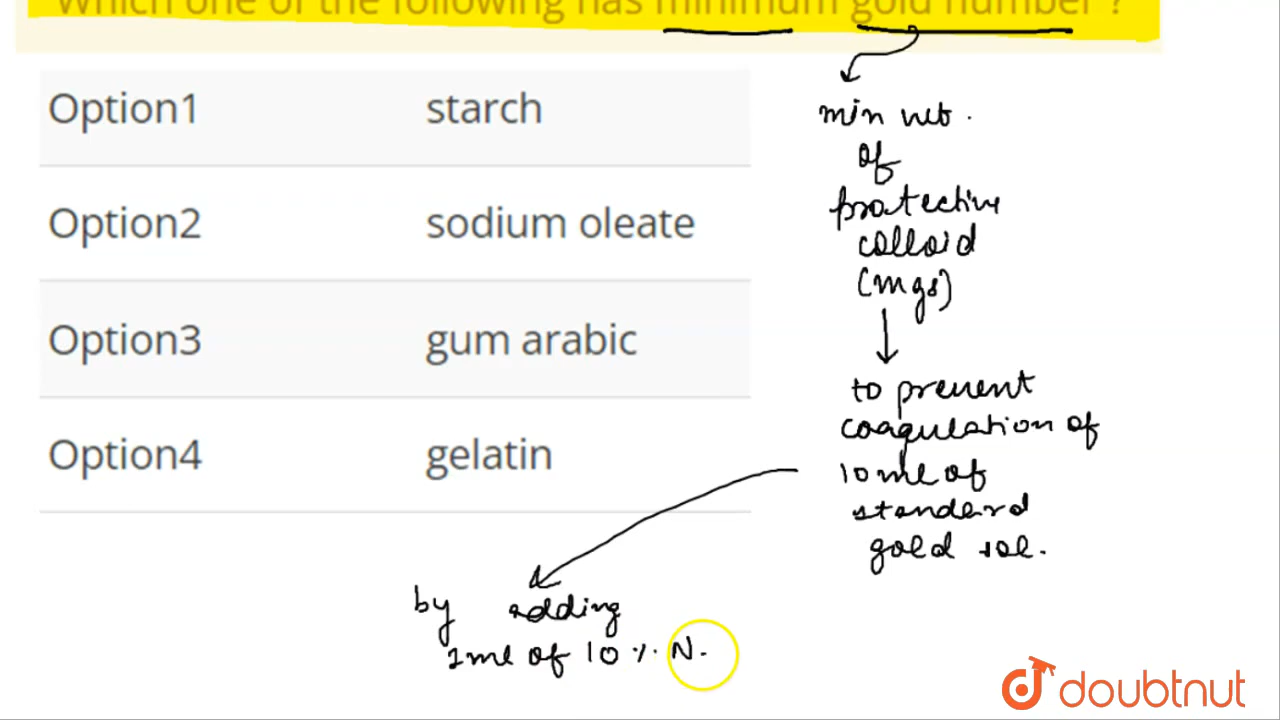 Which one of the following has minimum gold number ?
Option1 starch
Option2 sodium oleate
Option3 gum arabic
Option4 gelatin
min wt.
of
protective
colloid
(mgs)
to prevent
coagulation of
10 ml of
standard
gold sol.
by adding
1 ml of 10 % N.
doubtnut